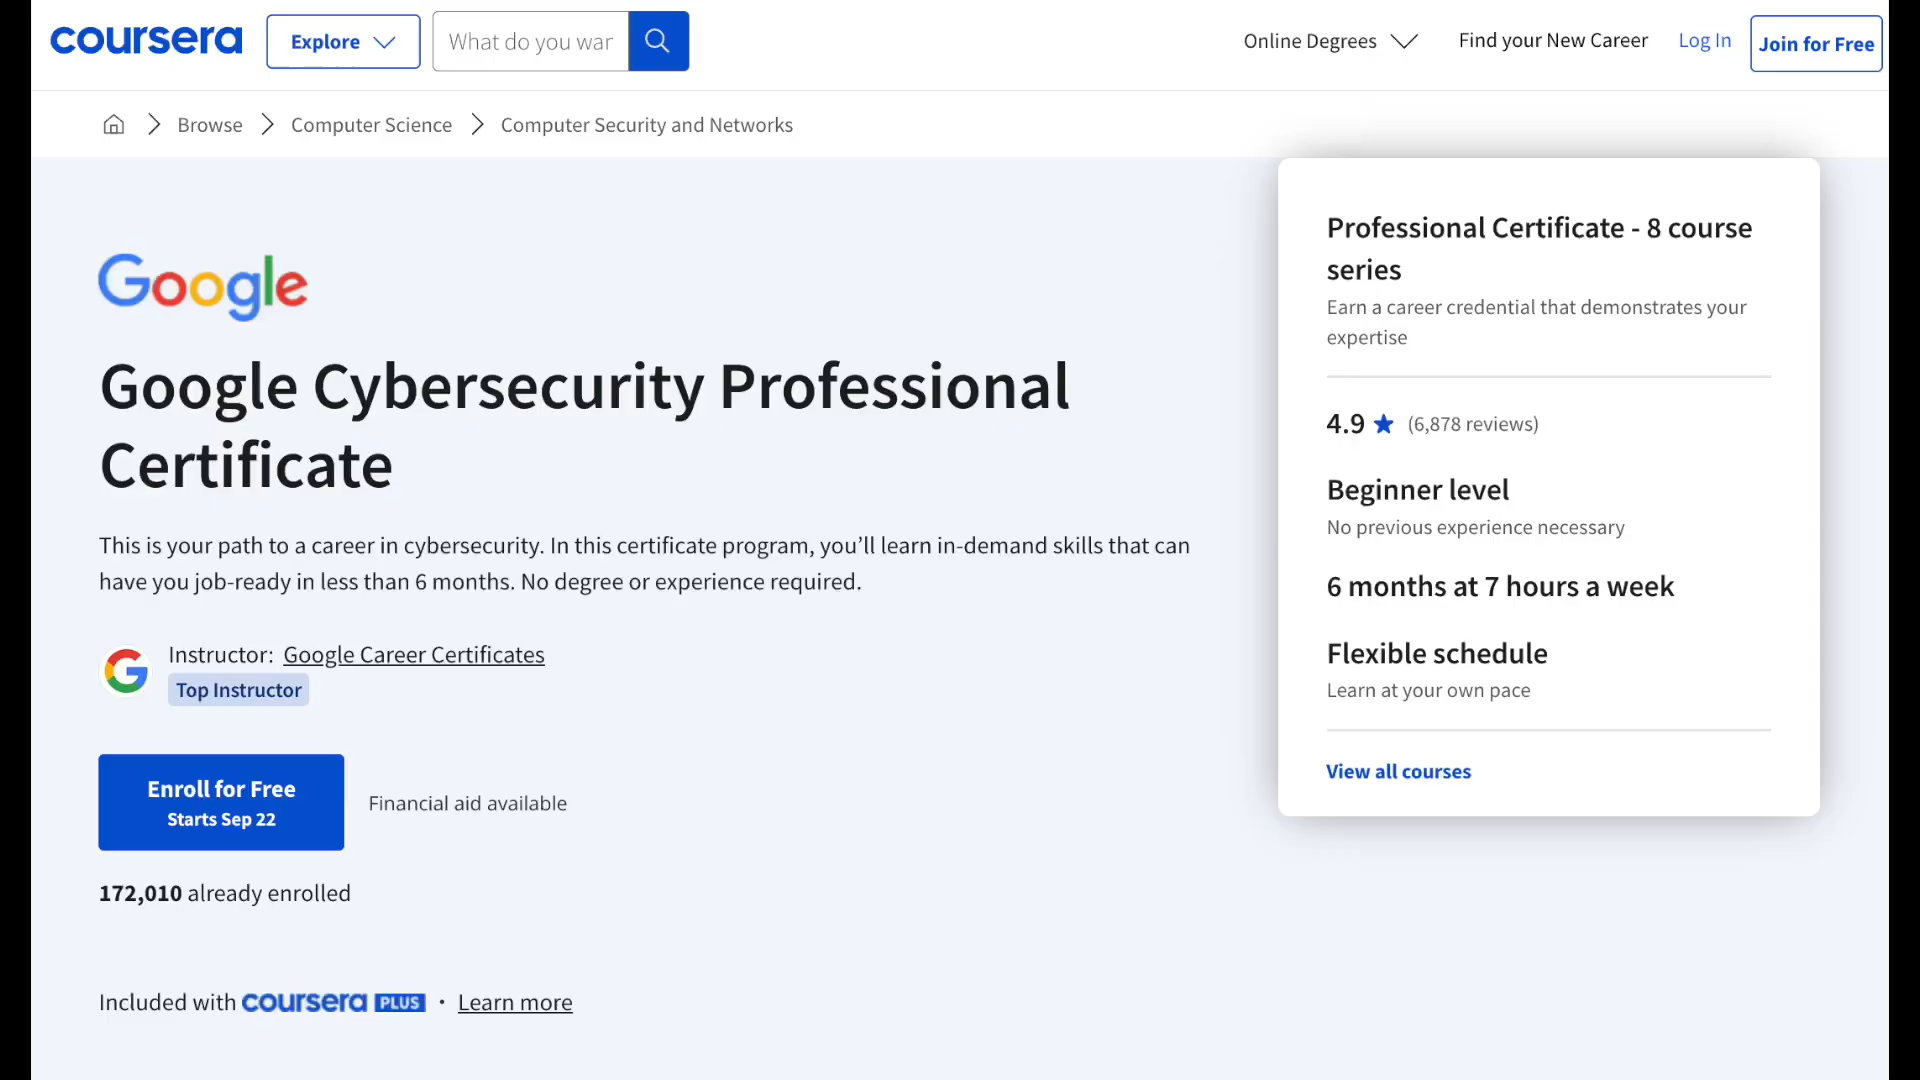 coursera
Explore
What do you war
Online Degrees
Find your New Career
Log In
Join for Free
Browse
Computer Science
Computer Security and Networks
Google
Google Cybersecurity Professional
Certificate
This is your path to a career in cybersecurity. In this certificate program, you’ll learn in-demand skills that can
have you job-ready in less than 6 months. No degree or experience required.
Instructor: Google Career Certificates
Top Instructor
Enroll for Free
Starts Sep 22
Financial aid available
172,010 already enrolled
Included with coursera PLUS • Learn more
Professional Certificate - 8 course
series
Earn a career credential that demonstrates your
expertise
4.9 ★ (6,878 reviews)
Beginner level
No previous experience necessary
6 months at 7 hours a week
Flexible schedule
Learn at your own pace
View all courses